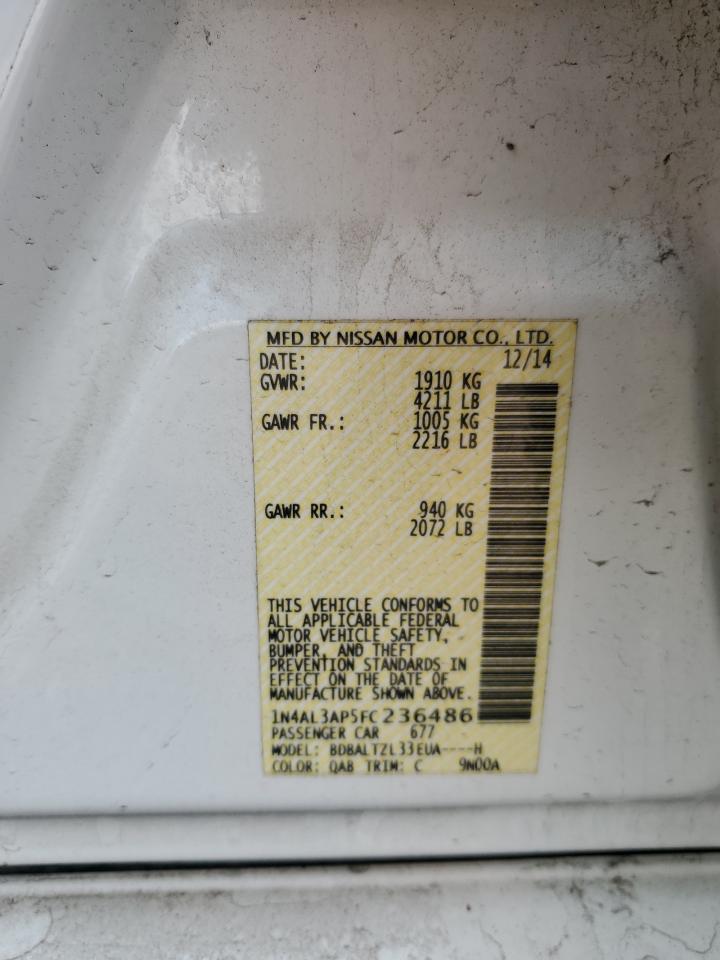 MFD BY NISSAN MOTOR CO., LTD.
DATE: 12/14
GVWR: 1910 KG
4211 LB
GAWR FR.: 1005 KG
2216 LB
GAWR RR.: 940 KG
2072 LB
THIS VEHICLE CONFORMS TO
ALL APPLICABLE FEDERAL
MOTOR VEHICLE SAFETY,
BUMPER, AND THEFT
PREVENTION STANDARDS IN
EFFECT ON THE DATE OF
MANUFACTURE SHOWN ABOVE.
1N4AL3AP5FC236486
PASSENGER CAR 677
MODEL: BDBALTZL33EUA----H
COLOR: QAB TRIM: C 9N00A